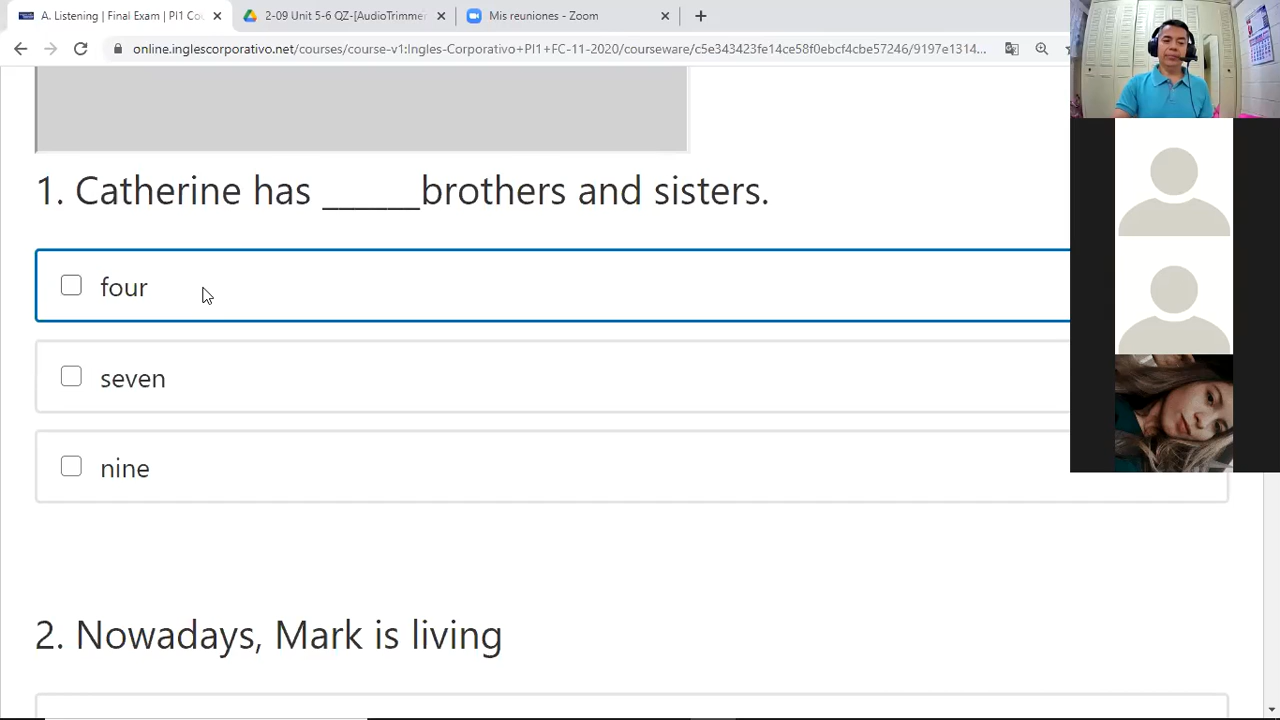 A. Listening | Final Exam | PI1 Co
2-09 Unit 5-6 QZ-[AudioTrimm
Mis reuniones - Zoom
online.inglescorporativo.net/courses/course-v1:Ingles-Corporativo+PI1+FC-11-2020/courseware/c5e343f423fe14ce58f0ebcf4cbe57246/9197e1314...
1. Catherine has ______brothers and sisters.
four
seven
nine
2. Nowadays, Mark is living